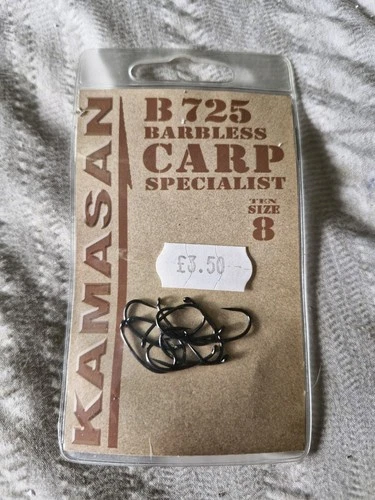 KAMASAN
B 725
BARBLESS
CARP
SPECIALIST
TEN
SIZE
8
£3.50